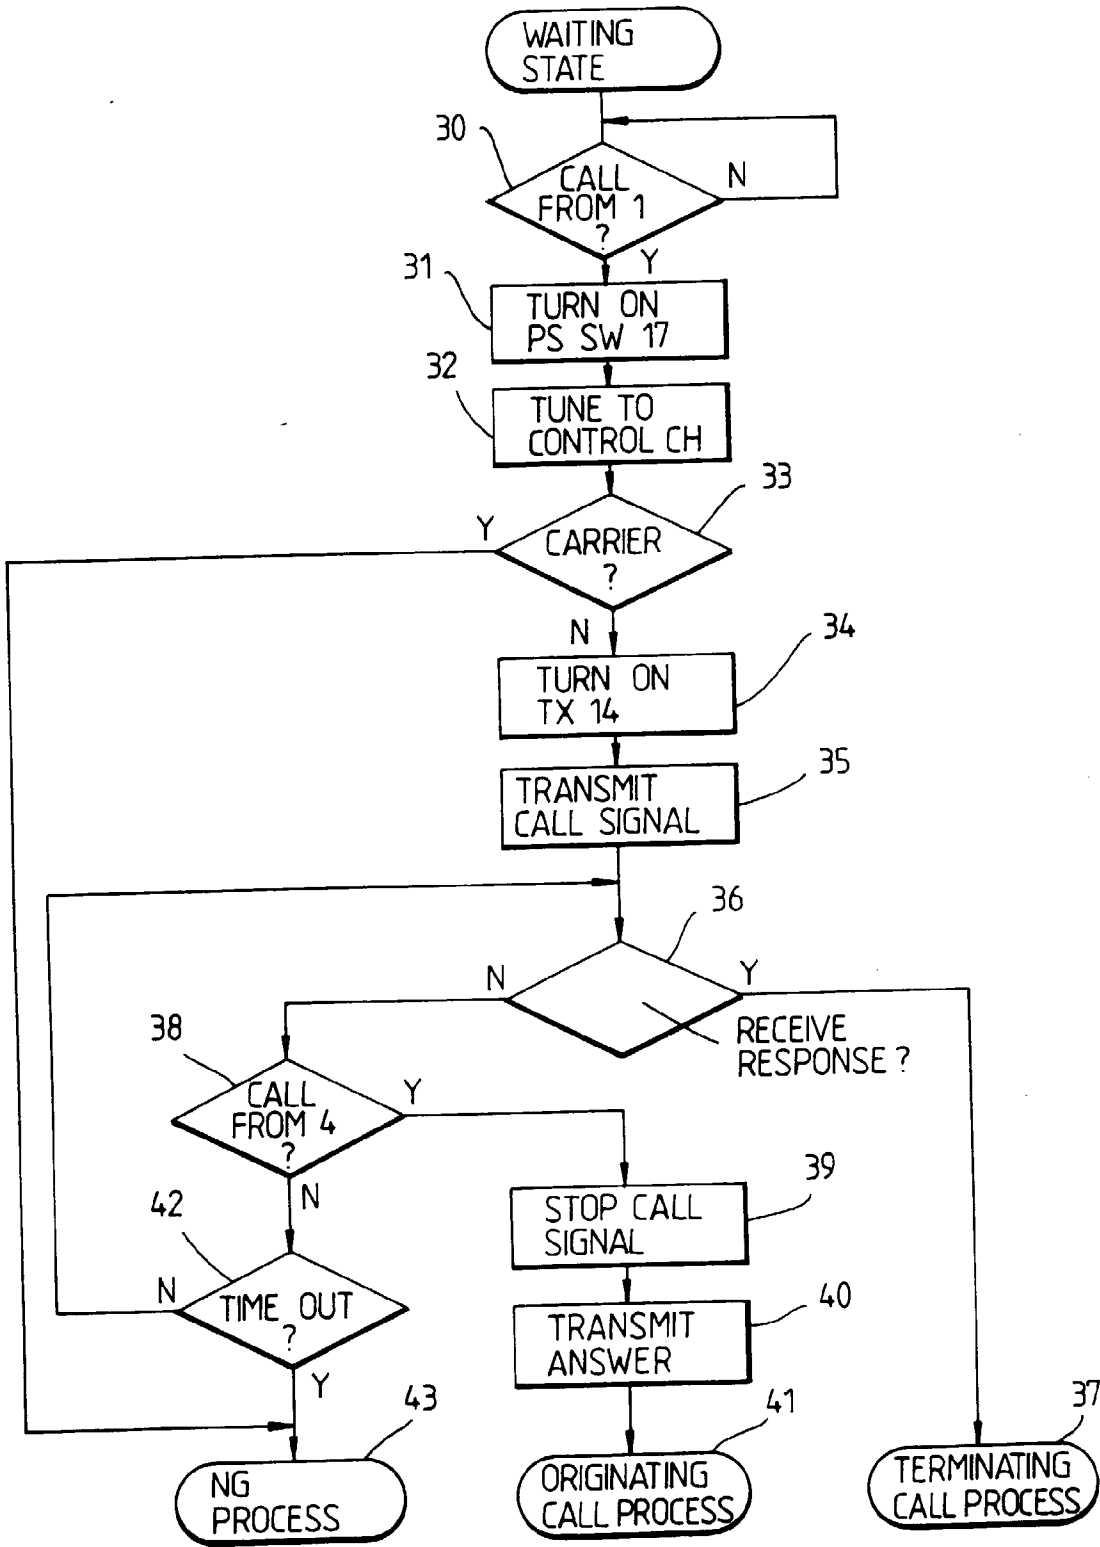 WAITING
STATE
30
CALL
FROM 1
?
N
Y
31
TURN ON
PS SW 17
32
TUNE TO
CONTROL CH
33
Y
CARRIER
?
N
34
TURN ON
TX 14
35
TRANSMIT
CALL SIGNAL
36
N
Y
RECEIVE
RESPONSE ?
38
CALL
FROM 4
?
Y
N
39
STOP CALL
SIGNAL
42
N
TIME OUT
?
Y
40
TRANSMIT
ANSWER
43
NG
PROCESS
41
ORIGINATING
CALL PROCESS
37
TERMINATING
CALL PROCESS